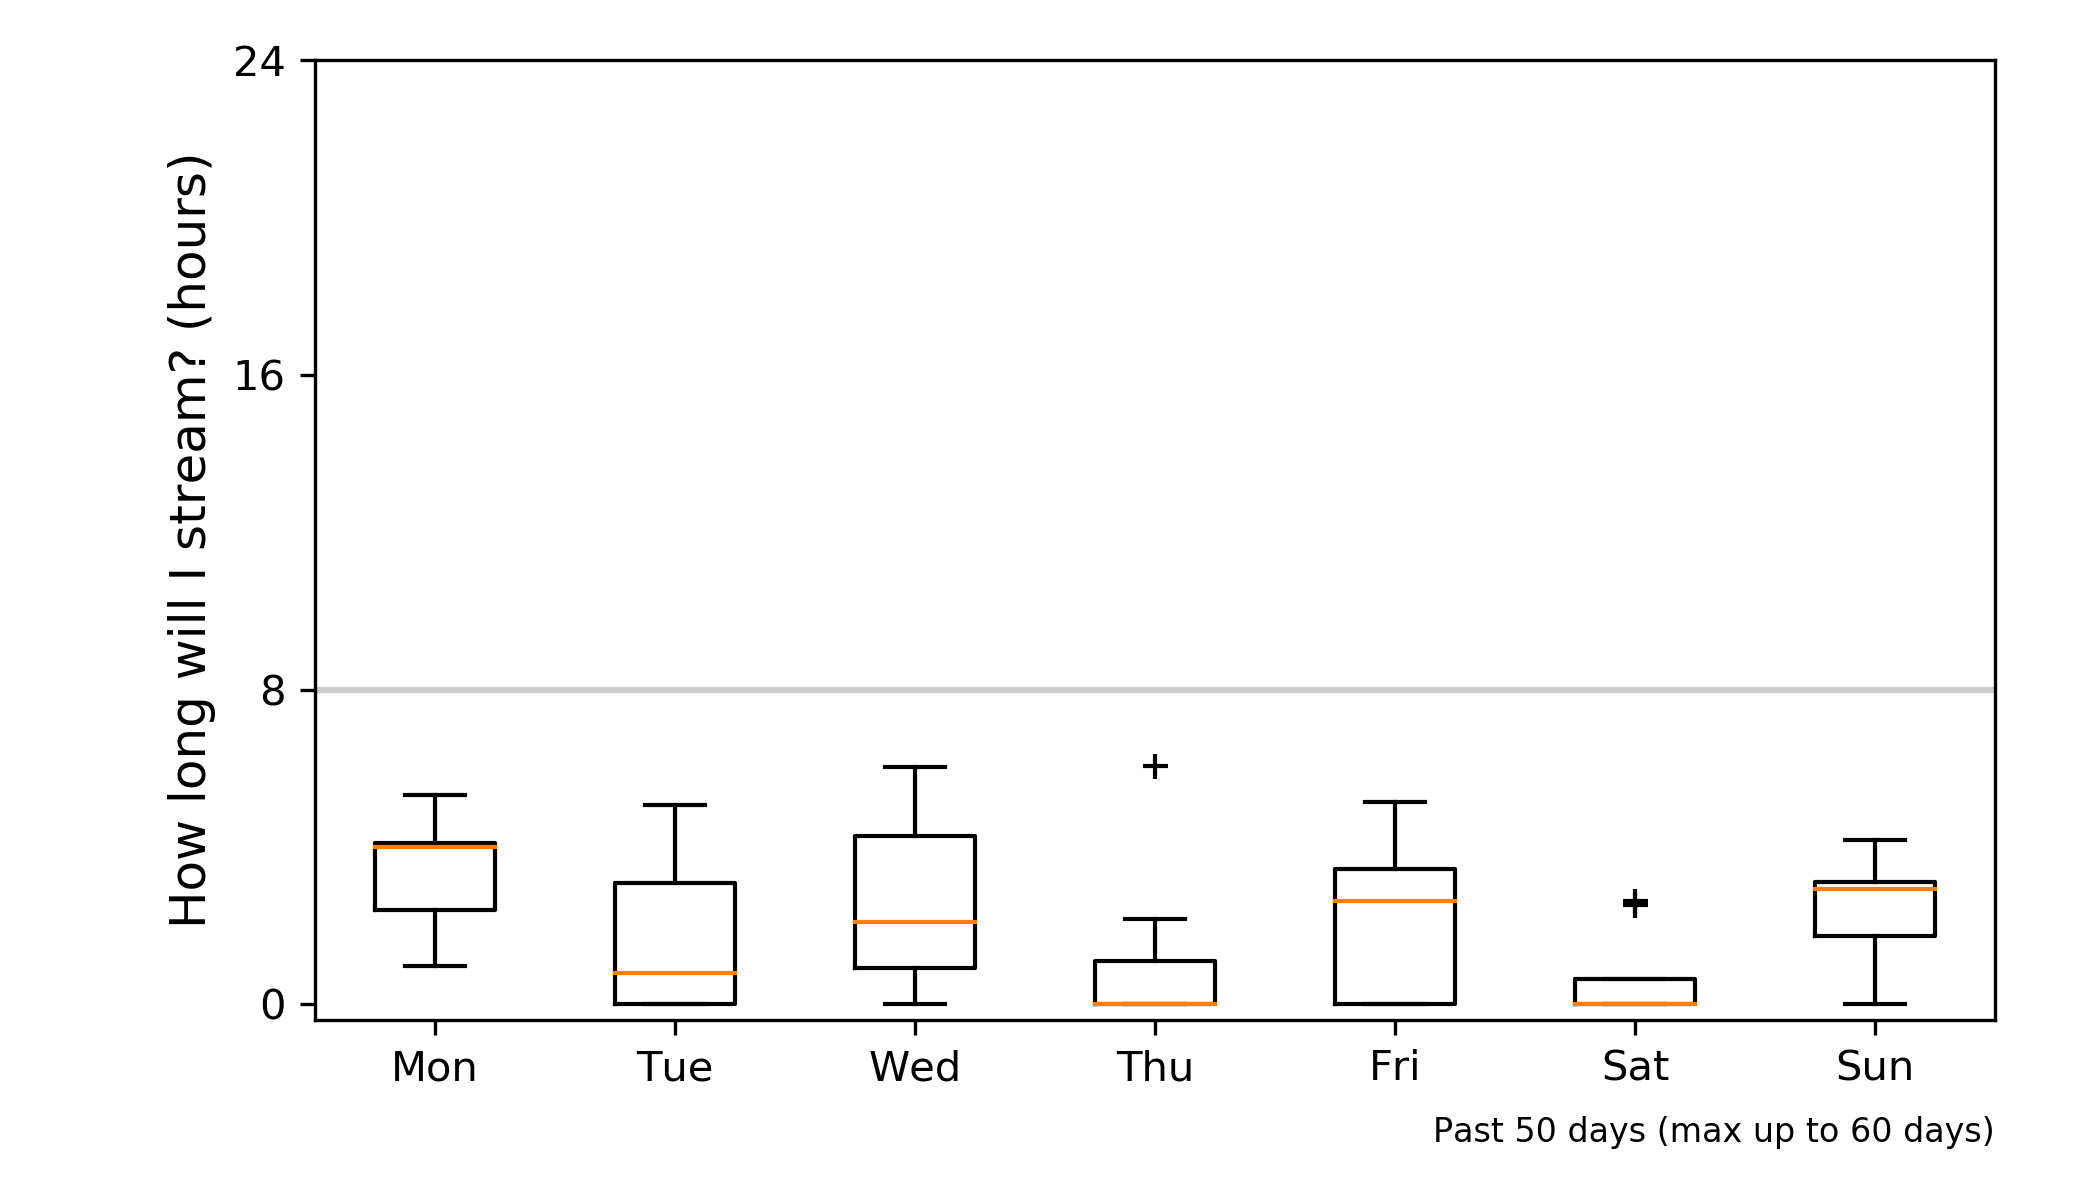 How long will I stream? (hours)
24
16
8
0
Mon Tue Wed Thu Fri Sat Sun
Past 50 days (max up to 60 days)